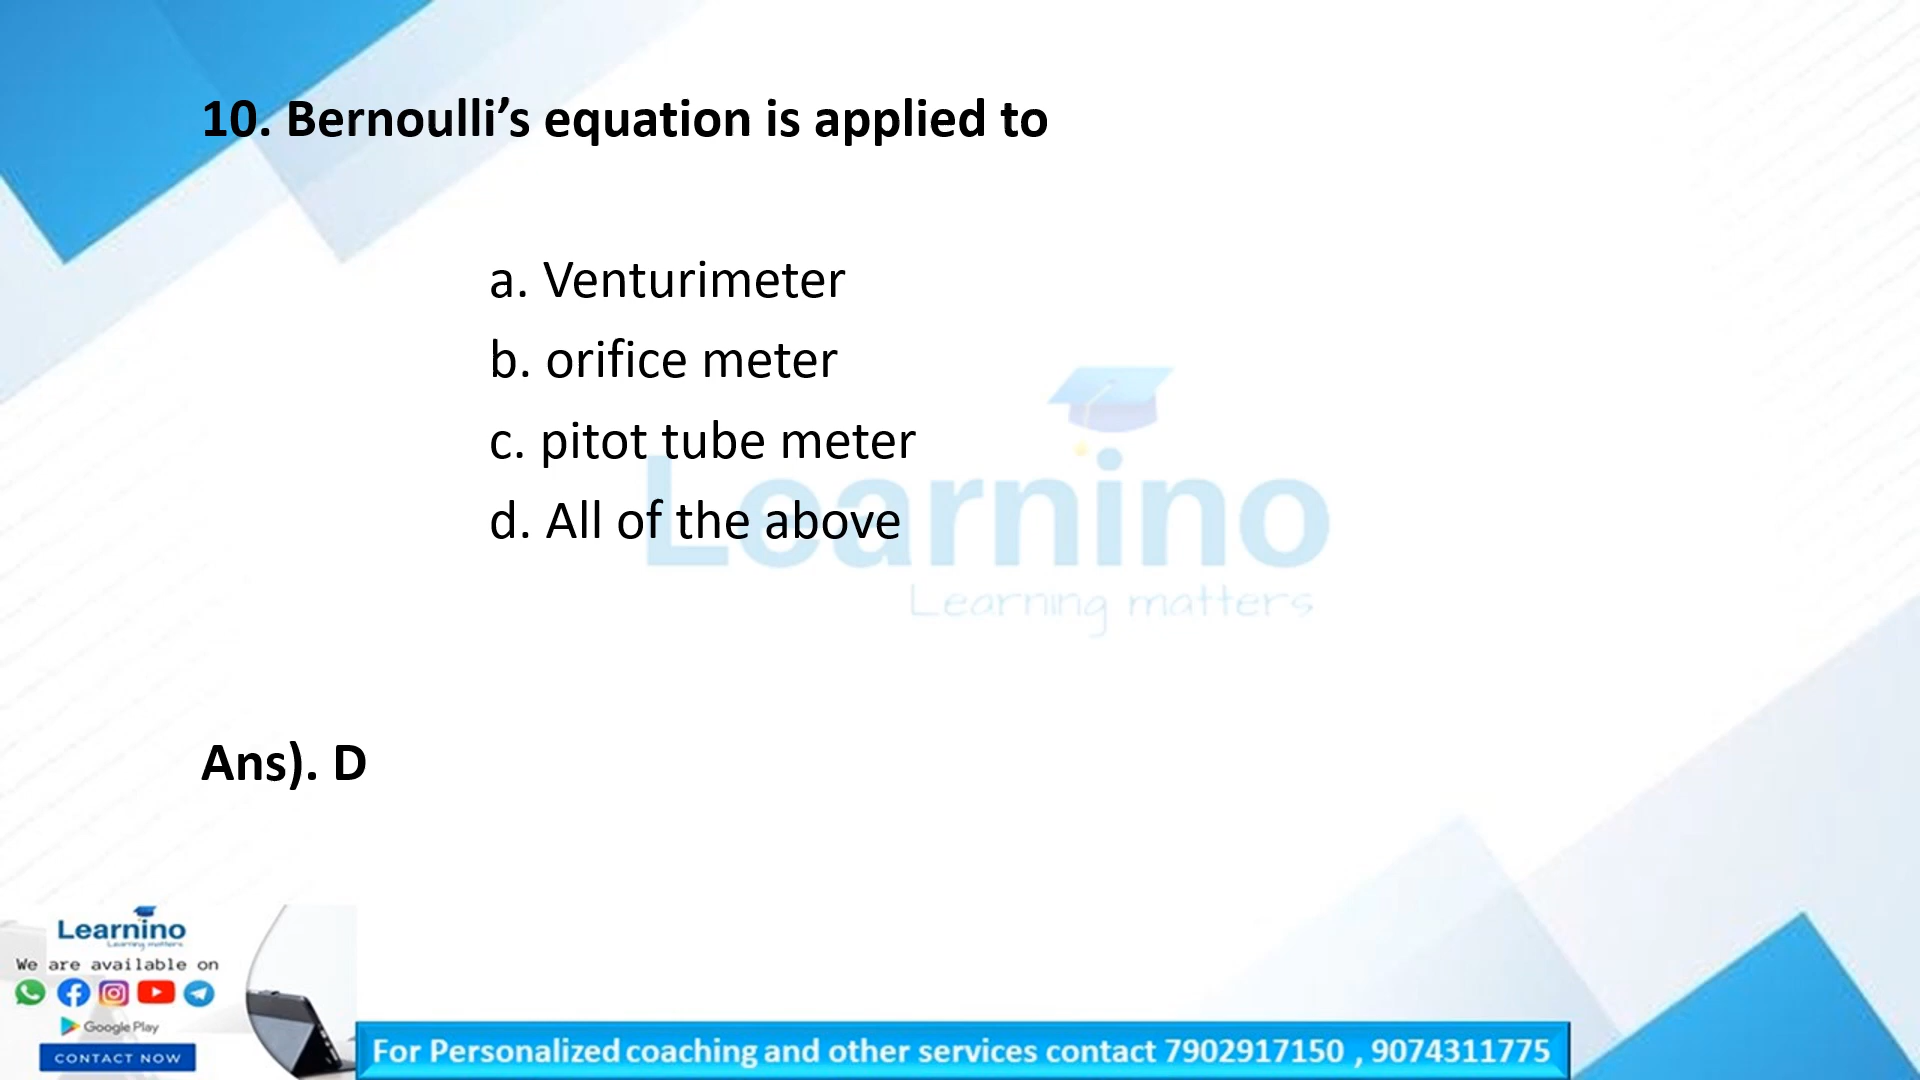 10. Bernoulli’s equation is applied to
a. Venturimeter
b. orifice meter
c. pitot tube meter
d. All of the above
Learnino
Learning matters
Ans). D
Learnino
Learning matters
We are available on
Google Play
CONTACT NOW
For Personalized coaching and other services contact 7902917150 , 9074311775